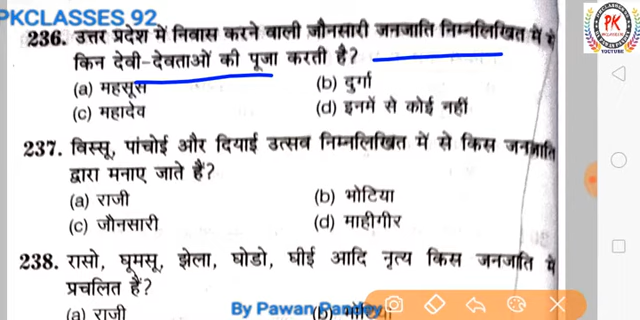 PKCLASSES 92
236. उत्तर प्रदेश में निवास करने वाली जौनसारी जनजाति निम्नलिखित में से
किन देवी-देवताओं की पूजा करती है?
(a) महसूस (b) दुर्गा
(c) महादेव (d) इनमें से कोई नहीं
237. विस्सू, पांचोई और दियाई उत्सव निम्नलिखित में से किस जनजाति
द्वारा मनाए जाते हैं?
(a) राजी (b) भोटिया
(c) जौनसारी (d) माहीगीर
238. रासो, घूमसू, झेला, घोडो, घीई आदि नृत्य किस जनजाति में
प्रचलित हैं?
(a) राजी (b) भोटिया
By Pawan Pandey
PK